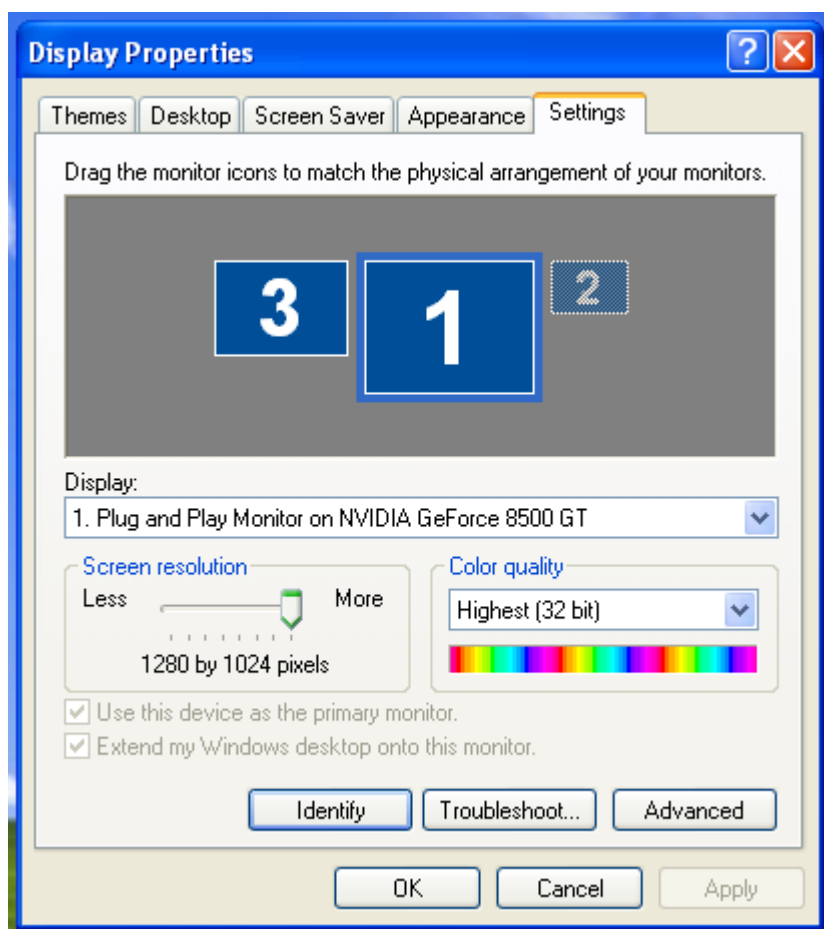 Display Properties
Themes Desktop Screen Saver Appearance Settings
Drag the monitor icons to match the physical arrangement of your monitors.
3 1 2
Display:
1. Plug and Play Monitor on NVIDIA GeForce 8500 GT
Screen resolution
Less More
1280 by 1024 pixels
Color quality
Highest (32 bit)
Use this device as the primary monitor.
Extend my Windows desktop onto this monitor.
Identify Troubleshoot... Advanced
OK Cancel Apply